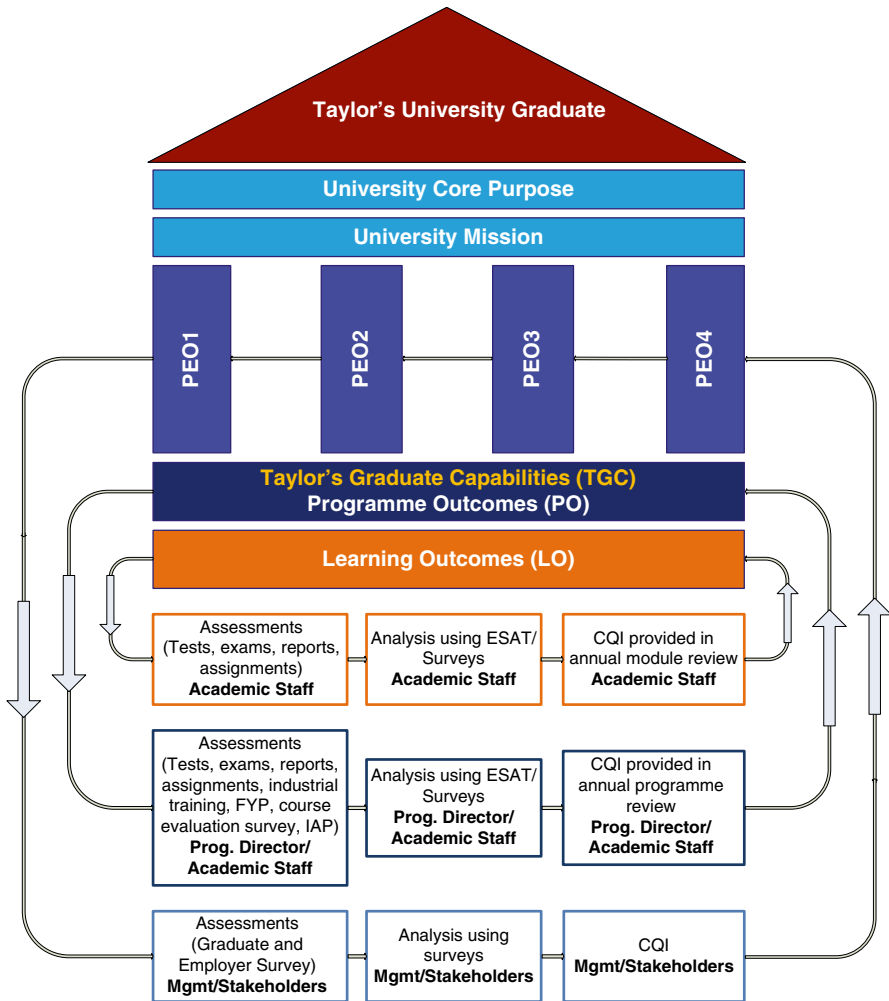 Taylor's University Graduate
University Core Purpose
University Mission
PEO1
PEO2
PEO3
PEO4
Taylor's Graduate Capabilities (TGC)
Programme Outcomes (PO)
Learning Outcomes (LO)
Assessments
(Tests, exams, reports,
assignments)
Academic Staff
Analysis using ESAT/
Surveys
Academic Staff
CQI provided in
annual module review
Academic Staff
Assessments
(Tests, exams, reports,
assignments, industrial
training, FYP, course
evaluation survey, IAP)
Prog. Director/
Academic Staff
Analysis using ESAT/
Surveys
Prog. Director/
Academic Staff
CQI provided in
annual programme
review
Prog. Director/
Academic Staff
Assessments
(Graduate and
Employer Survey)
Mgmt/Stakeholders
Analysis using
surveys
Mgmt/Stakeholders
CQI
Mgmt/Stakeholders